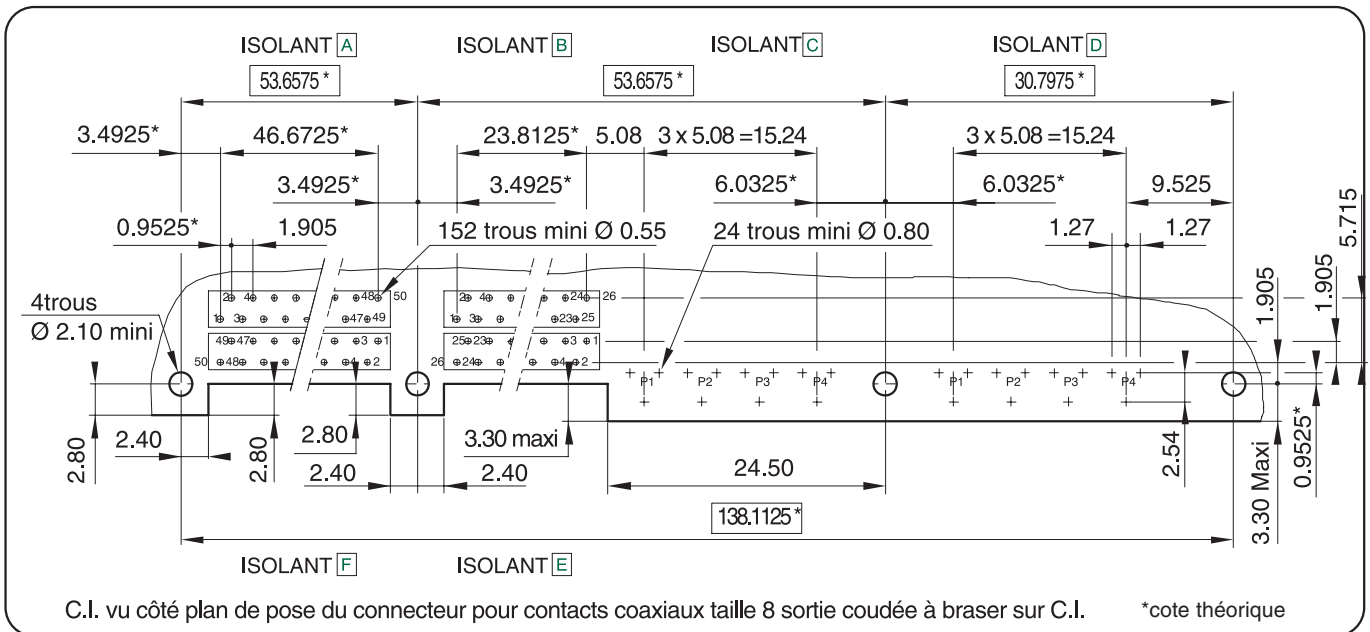 ISOLANT A ISOLANT B ISOLANT C ISOLANT D
53.6575 * 53.6575 * 30.7975 *
3.4925* 46.6725* 23.8125* 5.08 3 x 5.08 =15.24 3 x 5.08 =15.24
3.4925* 3.4925* 6.0325* 6.0325* 9.525
0.9525* 1.905 152 trous mini Ø 0.55 24 trous mini Ø 0.80 1.27 1.27 5.715
1.905
1.905
4trous
Ø 2.10 mini
2 4 48 50 2 4 24 26
1 3 47 49 1 3 23 25
49 47 3 1 25 23 3 1
50 48 4 2 26 24 4 2
P1 P2 P3 P4 P1 P2 P3 P4
2.80 2.40 2.80 2.80 3.30 maxi 2.54 3.30 Maxi 0.9525*
2.40 2.40 24.50
138.1125 *
ISOLANT F ISOLANT E
C.I. vu côté plan de pose du connecteur pour contacts coaxiaux taille 8 sortie coudée à braser sur C.I. *cote théorique